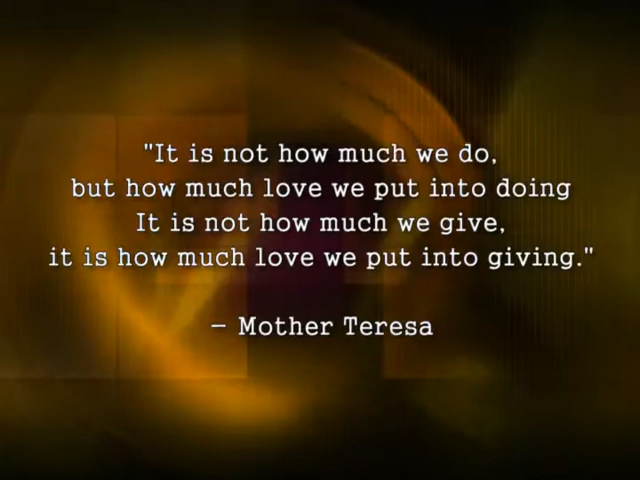 "It is not how much we do,
but how much love we put into doing
It is not how much we give,
it is how much love we put into giving."
– Mother Teresa